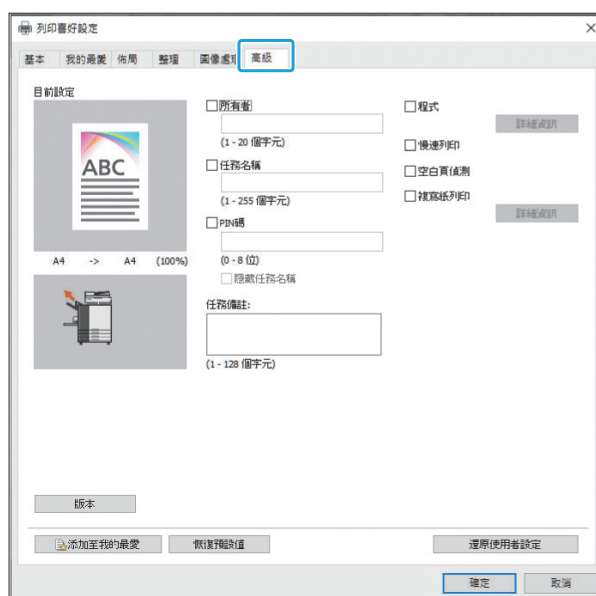 列印喜好設定
基本 我的最愛 佈局 整理 圖像處理 高級
目前設定
ABC
A4 -> A4 (100%)
所有者
(1 - 20 個字元)
任務名稱
(1 - 255 個字元)
PIN碼
(0 - 8 位)
隱藏任務名稱
任務備註:
(1 - 128 個字元)
程式
詳細資訊
慢速列印
空白頁偵測
複寫紙列印
詳細資訊
版本
添加至我的最愛 恢復預設值 還原使用者設定
確定 取消